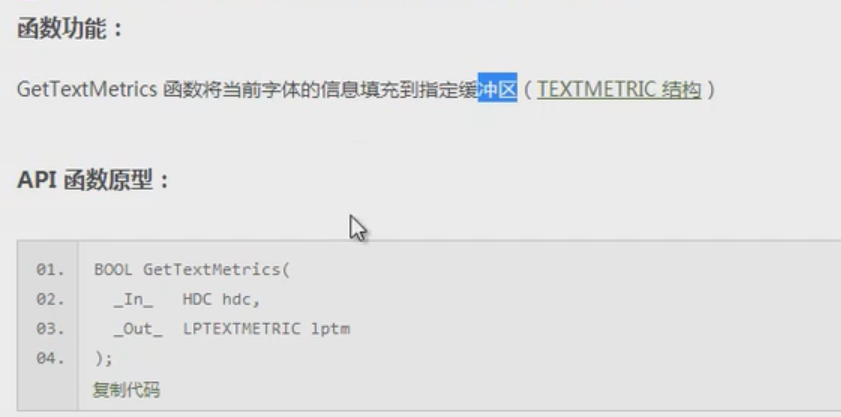 函数功能：
GetTextMetrics 函数将当前字体的信息填充到指定缓冲区（TEXTMETRIC 结构）
API 函数原型：
01. BOOL GetTextMetrics(
02. _In_ HDC hdc,
03. _Out_ LPTEXTMETRIC lptm
04. );
复制代码